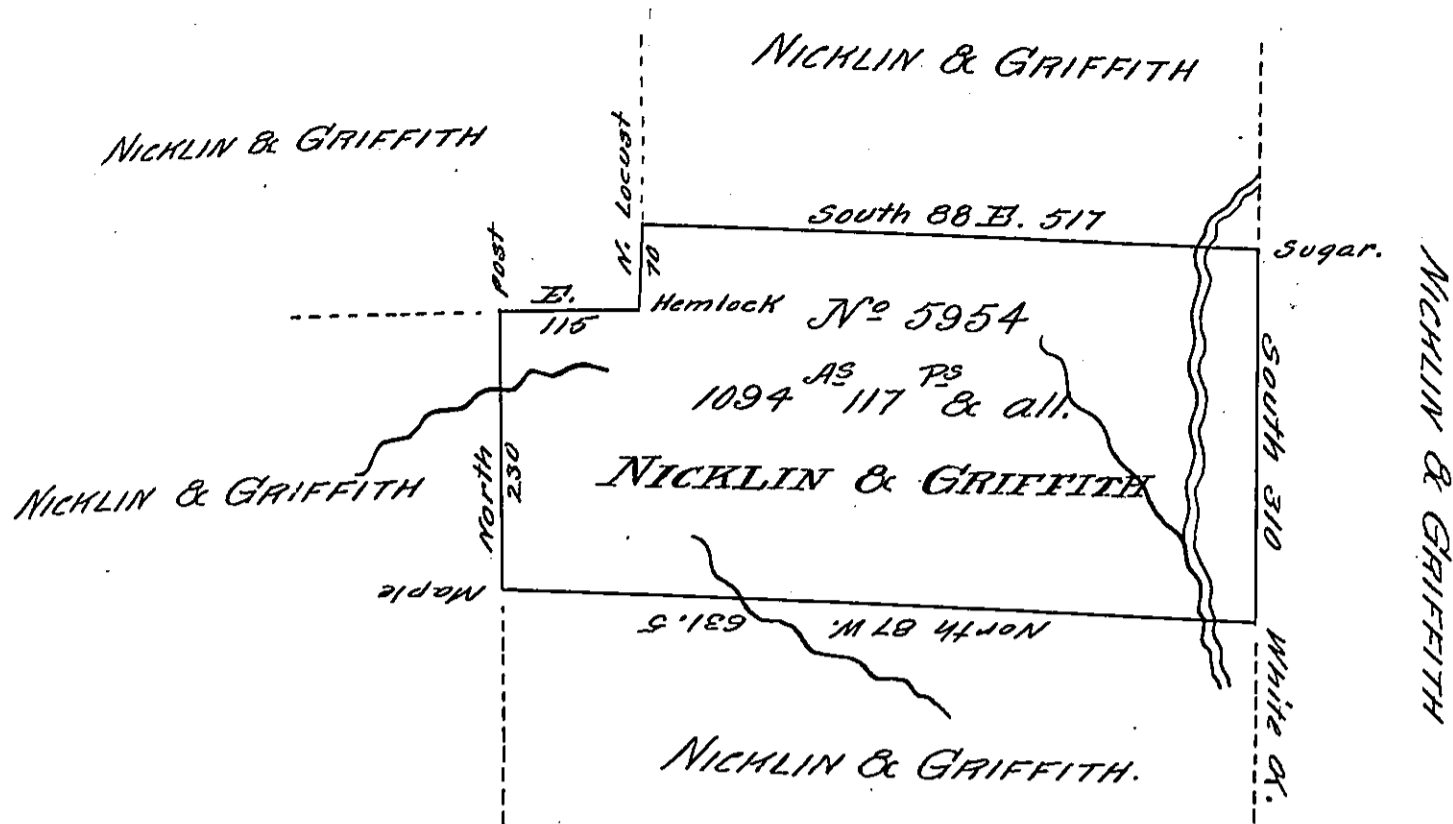 NICKLIN & GRIFFITH
NICKLIN & GRIFFITH
N. Locust
70
South 88 E. 517
Sugar.
Post
E.
115
Hemlock
Nº 5954
1094 AS 117 PS & all.
NICKLIN & GRIFFITH
South 310
NICKLIN & GRIFFITH
NICKLIN & GRIFFITH
North
230
Maple
North 87 W. 631.5
White
NICKLIN & GRIFFITH.